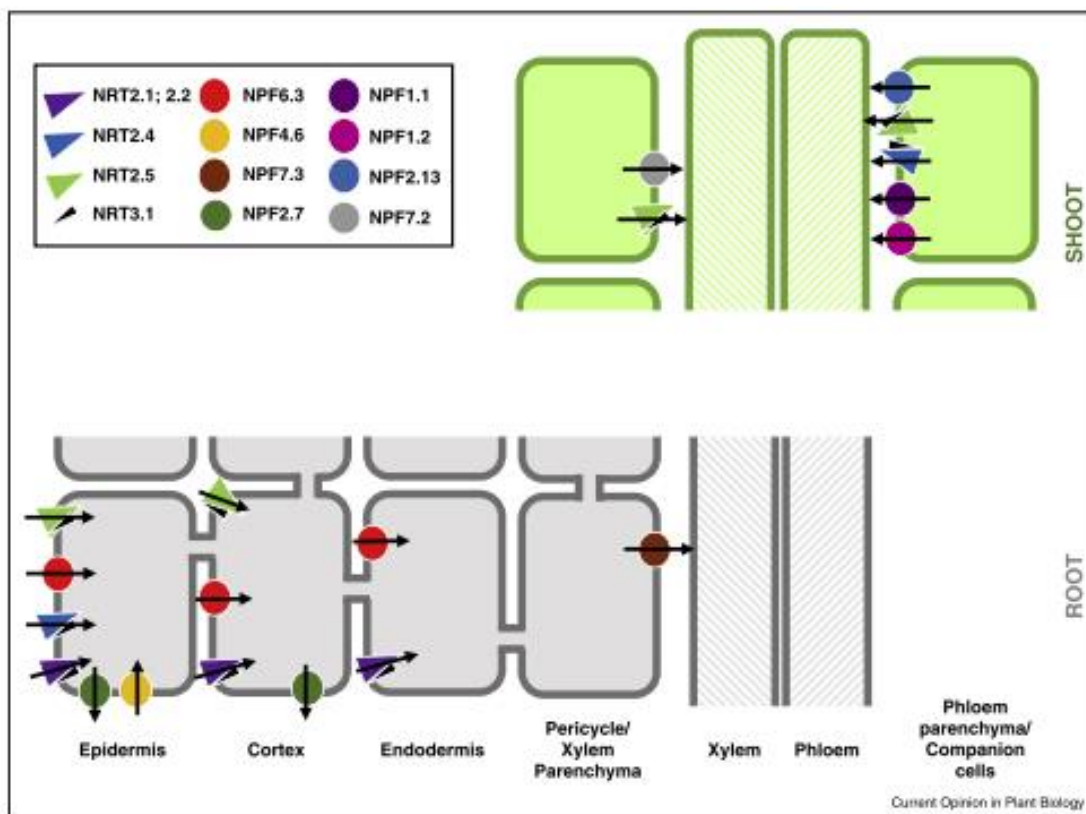 NRT2.1; 2.2
NPF6.3
NPF1.1
NRT2.4
NPF4.6
NPF1.2
NRT2.5
NPF7.3
NPF2.13
NRT3.1
NPF2.7
NPF7.2
SHOOT
ROOT
Epidermis
Cortex
Endodermis
Pericycle/
Xylem
Parenchyma
Xylem
Phloem
Phloem
parenchyma/
Companion
cells
Current Opinion in Plant Biology